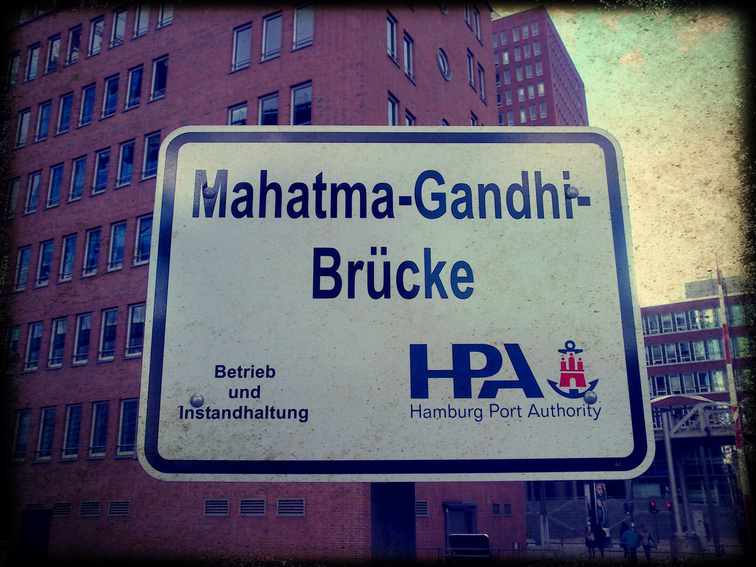 Mahatma-Gandhi-
Brücke
Betrieb
und
Instandhaltung
HPA
Hamburg Port Authority